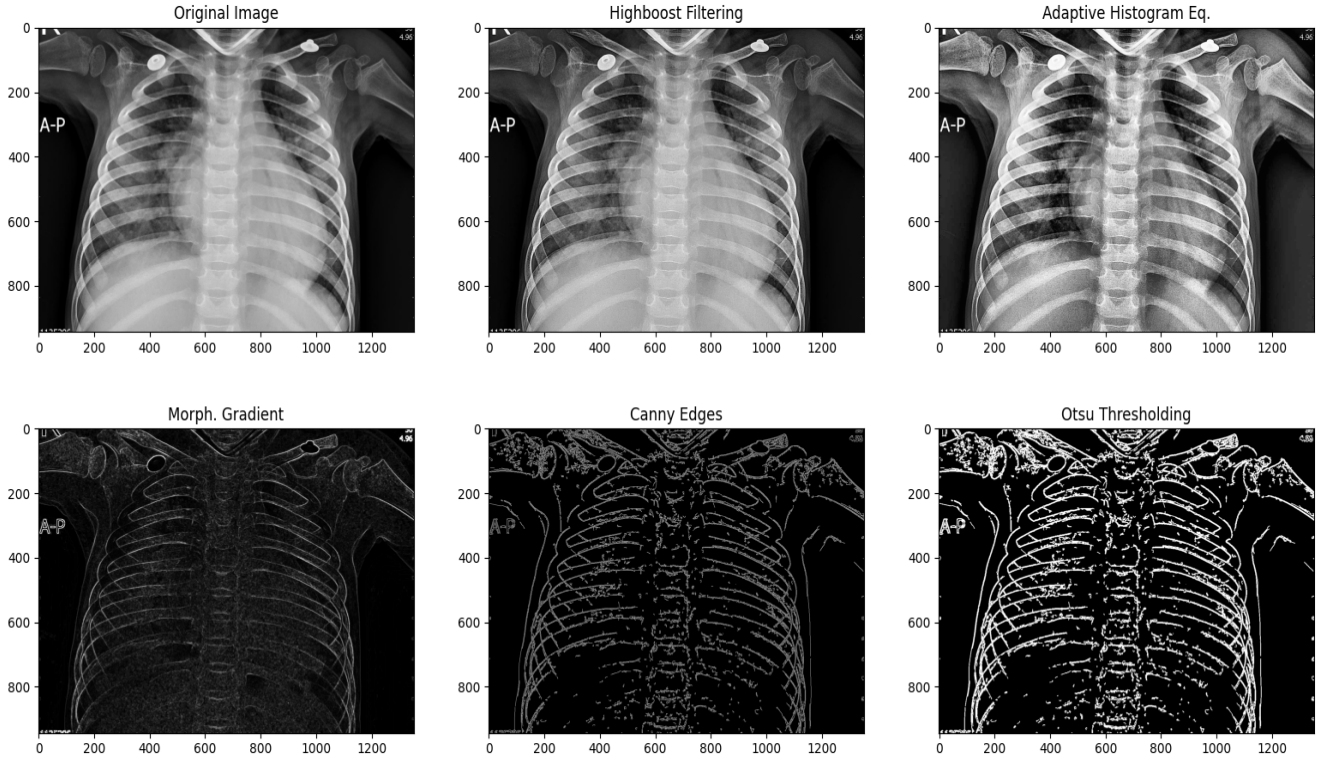 Original Image
Highboost Filtering
Adaptive Histogram Eq.
0
200
400
600
800
R
A-P
4.96
0 200 400 600 800 1000 1200
0
200
400
600
800
R
A-P
4.96
0 200 400 600 800 1000 1200
0
200
400
600
800
R
A-P
4.96
0 200 400 600 800 1000 1200
Morph. Gradient
Canny Edges
Otsu Thresholding
0
200
400
600
800
A-P
4.96
0 200 400 600 800 1000 1200
0
200
400
600
800
A-P
0 200 400 600 800 1000 1200
0
200
400
600
800
A-P
0 200 400 600 800 1000 1200